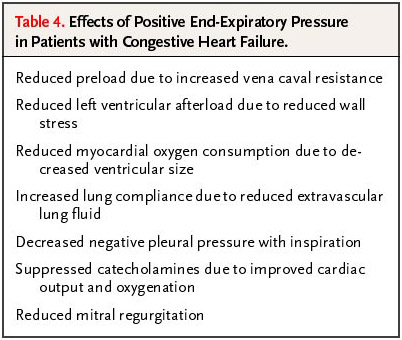 Table 4. Effects of Positive End-Expiratory Pressure
in Patients with Congestive Heart Failure.
Reduced preload due to increased vena caval resistance
Reduced left ventricular afterload due to reduced wall
stress
Reduced myocardial oxygen consumption due to de-
creased ventricular size
Increased lung compliance due to reduced extravascular
lung fluid
Decreased negative pleural pressure with inspiration
Suppressed catecholamines due to improved cardiac
output and oxygenation
Reduced mitral regurgitation